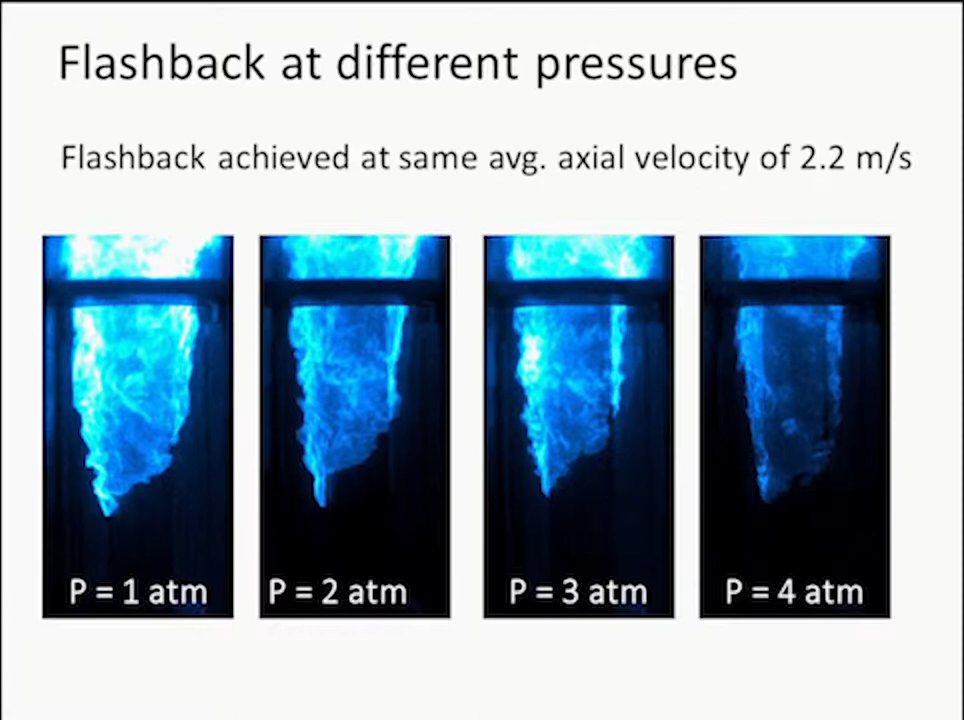 Flashback at different pressures
Flashback achieved at same avg. axial velocity of 2.2 m/s
P = 1 atm
P = 2 atm
P = 3 atm
P = 4 atm